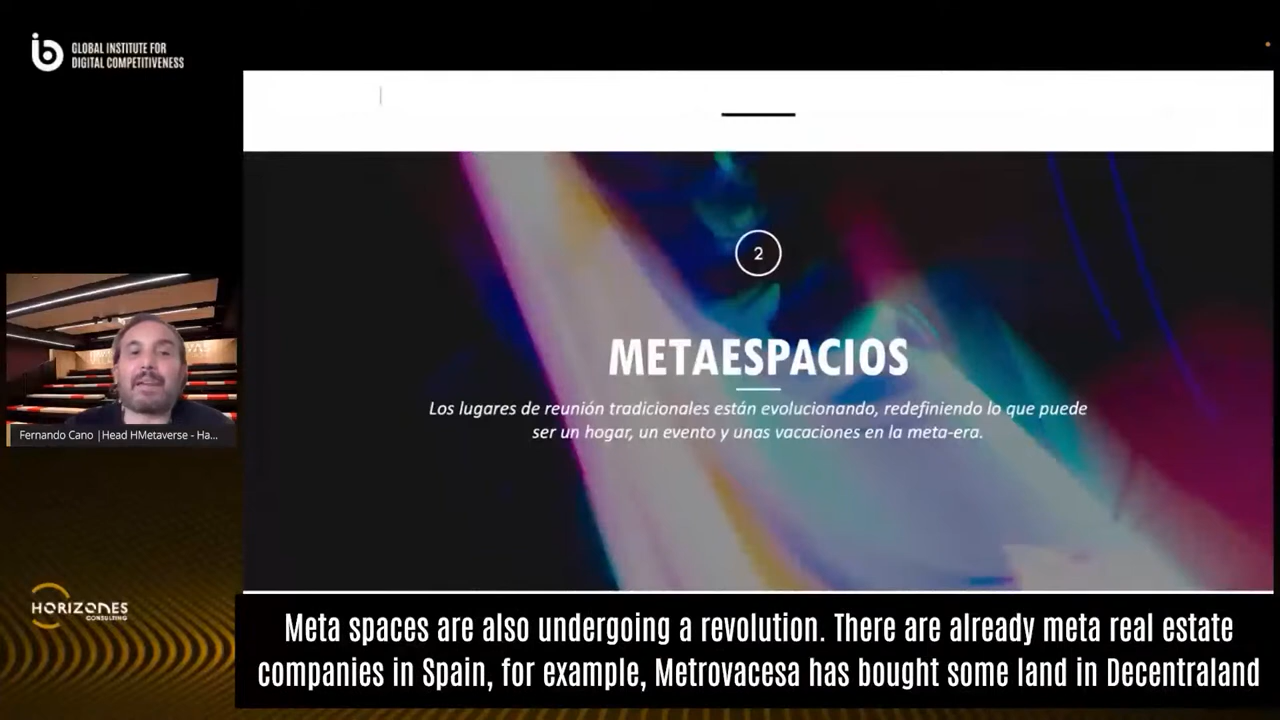 GLOBAL INSTITUTE FOR
DIGITAL COMPETITIVENESS
2
METAESPACIOS
Los lugares de reunión tradicionales están evolucionando, redefiniendo lo que puede
ser un hogar, un evento y unas vacaciones en la meta-era.
Fernando Cano |Head HMetaverse - Ha...
HORIZONES
CONSULTING
Meta spaces are also undergoing a revolution. There are already meta real estate
companies in Spain, for example, Metrovacesa has bought some land in Decentraland